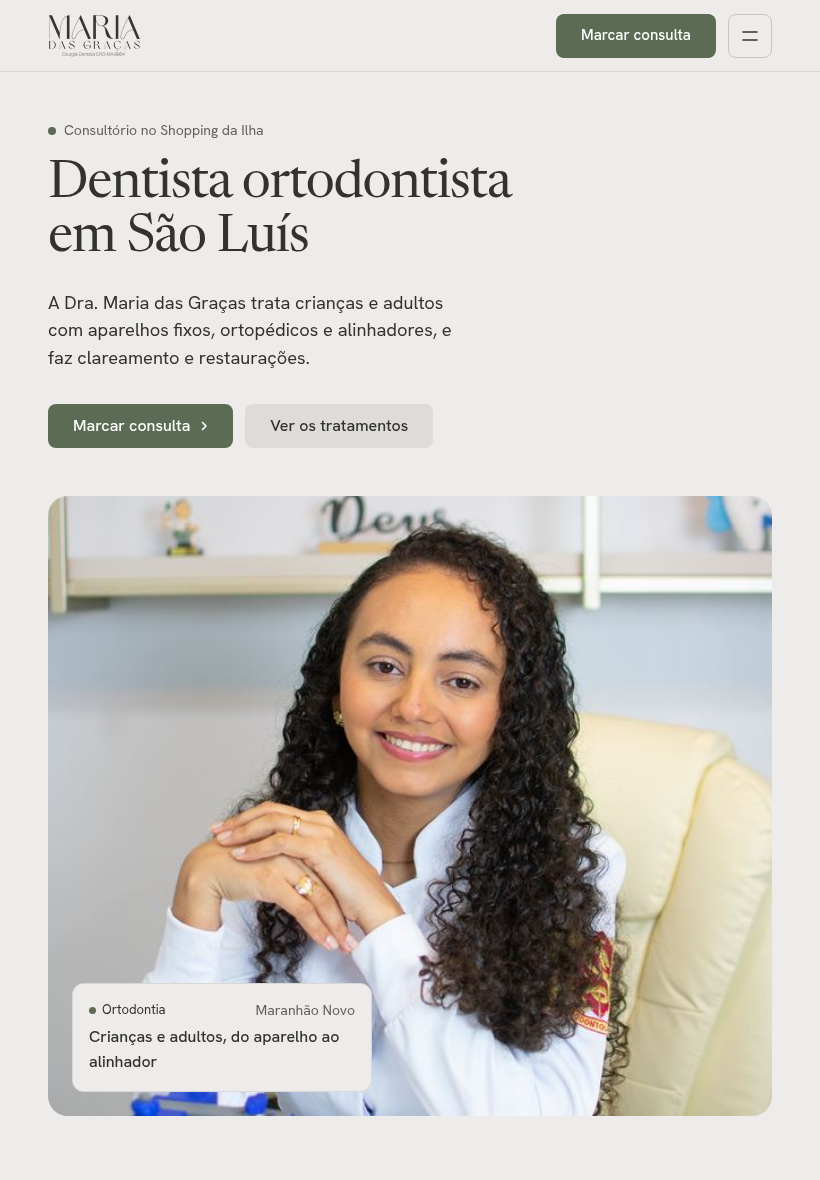 MARIA
DAS GRAÇAS
Marcar consulta
Consultório no Shopping da Ilha
Dentista ortodontista
em São Luís
A Dra. Maria das Graças trata crianças e adultos
com aparelhos fixos, ortopédicos e alinhadores, e
faz clareamento e restaurações.
Marcar consulta
Ver os tratamentos
Deus
Ortodontia
Maranhão Novo
Crianças e adultos, do aparelho ao
alinhador